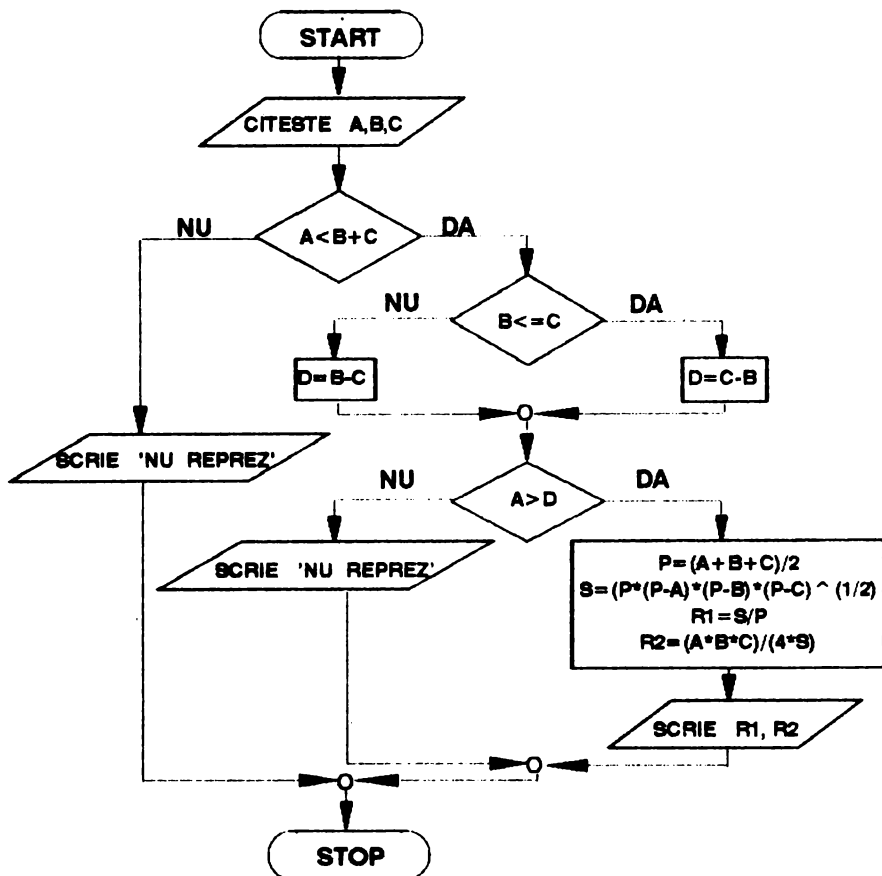 START
CITESTE A,B,C
NU
A<B+C
DA
NU
B<=C
DA
D=B-C
D=C-B
SCRIE 'NU REPREZ'
NU
A>D
DA
SCRIE 'NU REPREZ'
P=(A+B+C)/2
S=(P*(P-A)*(P-B)*(P-C) ^ (1/2)
R1=S/P
R2=(A*B*C)/(4*S)
SCRIE R1, R2
STOP